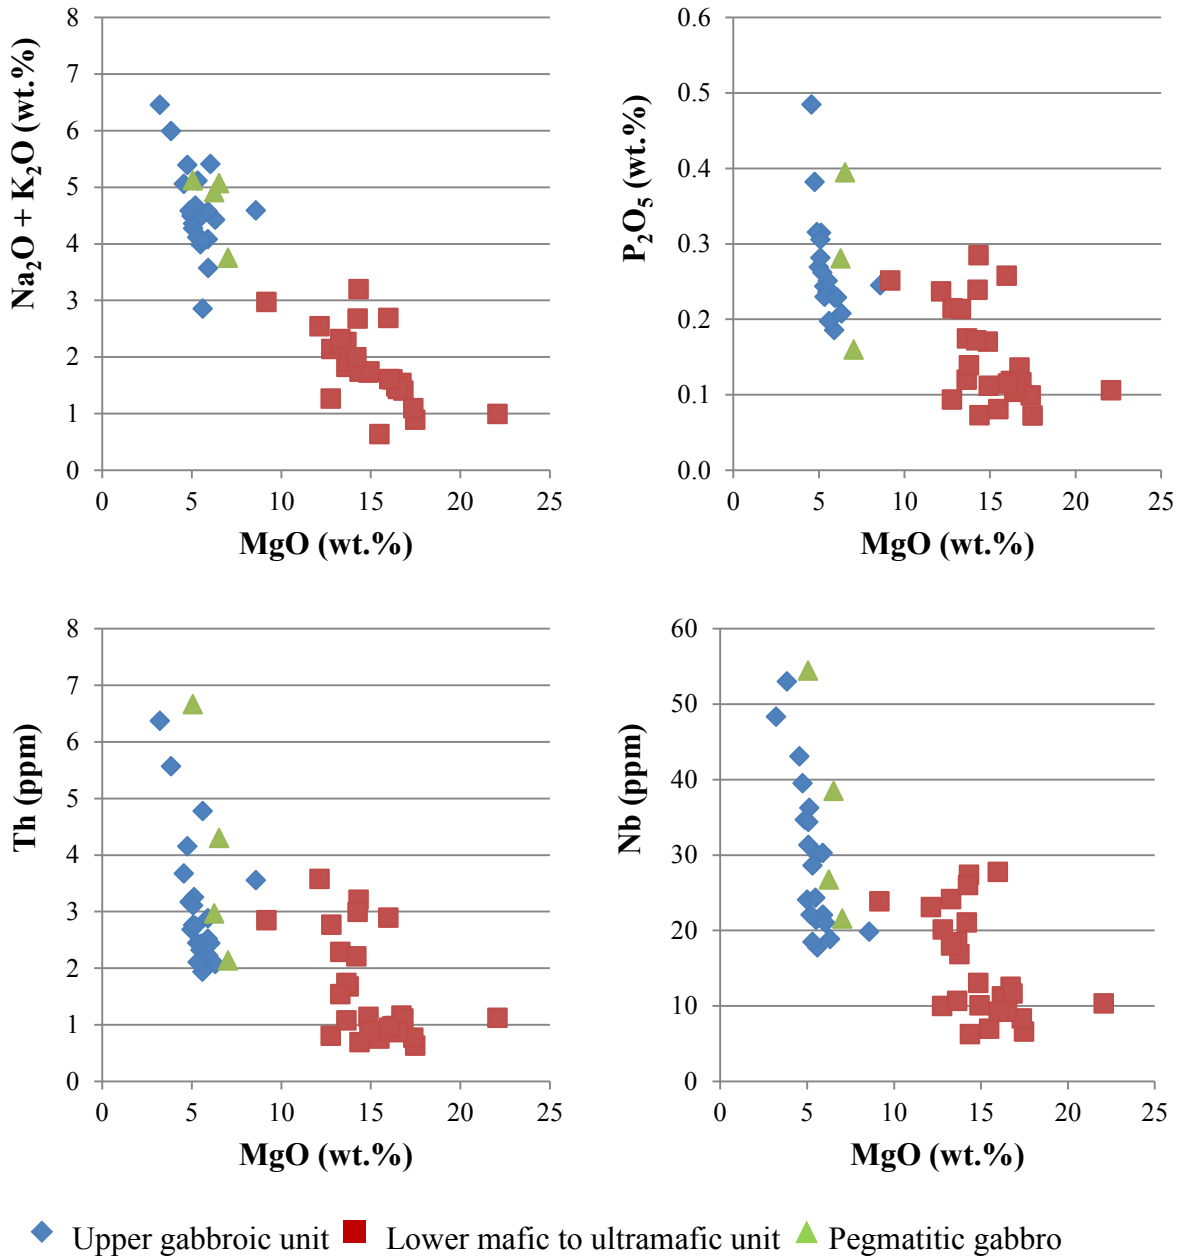 Na₂O + K₂O (wt.%)
8
7
6
5
4
3
2
1
0
0 5 10 15 20 25
MgO (wt.%)
P₂O₅ (wt.%)
0.6
0.5
0.4
0.3
0.2
0.1
0.0
0 5 10 15 20 25
MgO (wt.%)
Th (ppm)
8
7
6
5
4
3
2
1
0
0 5 10 15 20 25
MgO (wt.%)
Nb (ppm)
60
50
40
30
20
10
0
0 5 10 15 20 25
MgO (wt.%)
Upper gabbroic unit Lower mafic to ultramafic unit Pegmatitic gabbro